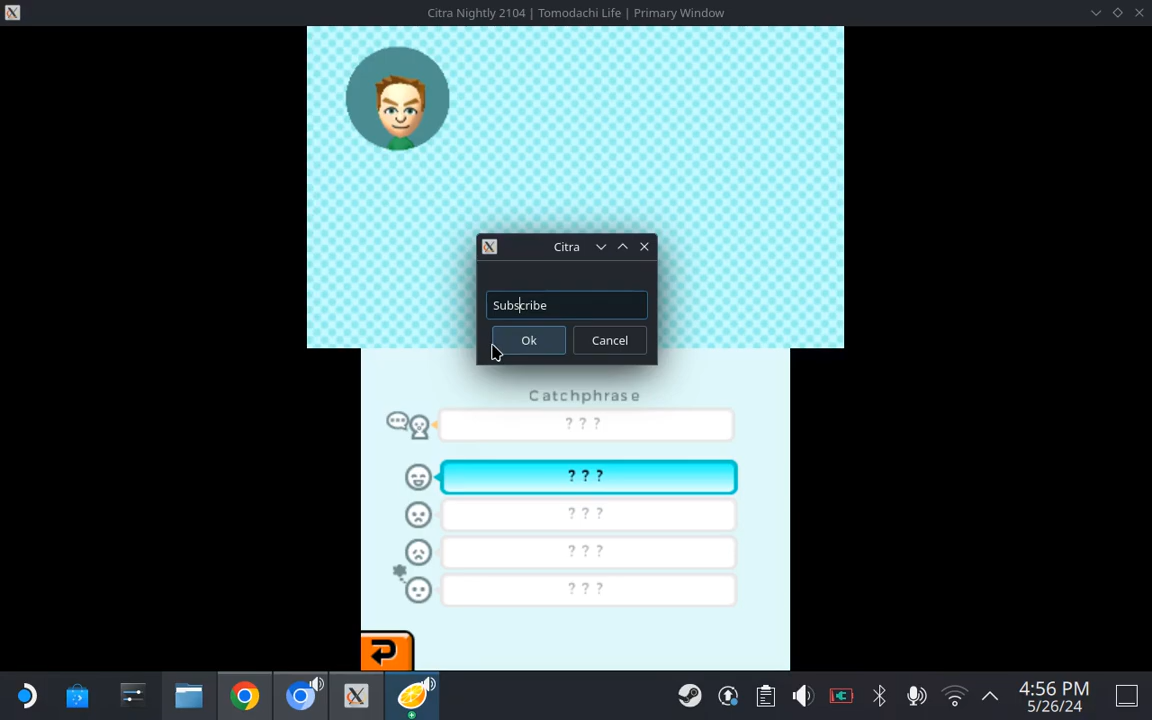 Citra Nightly 2104 | Tomodachi Life | Primary Window
Citra
Subscribe
Ok Cancel
Catchphrase
? ? ?
? ? ?
? ? ?
? ? ?
? ? ?
4:56 PM
5/26/24